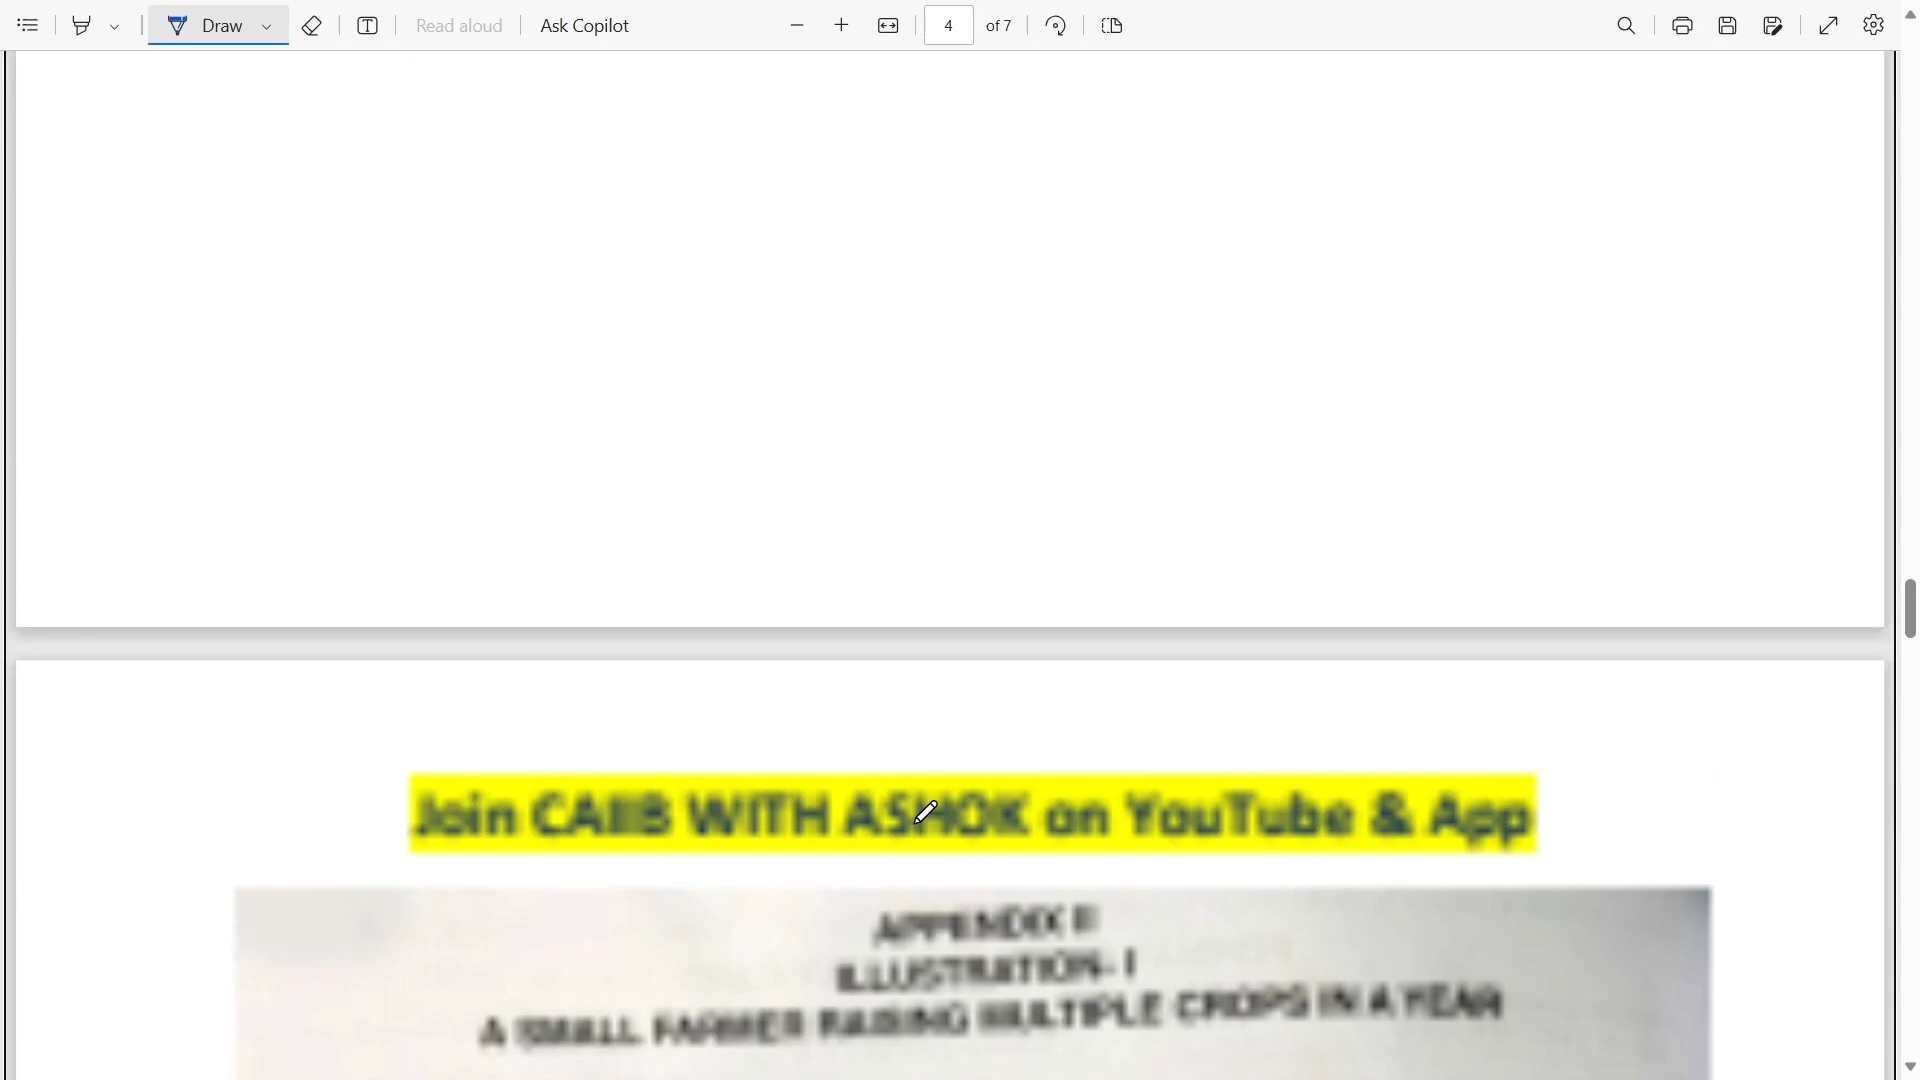 Draw
Read aloud
Ask Copilot
4
of 7
Join CAIIB WITH ASHOK on YouTube & App
APPENDIX II
ILLUSTRATION- I
A SMALL FARMER RAISING MULTIPLE CROPS IN A YEAR